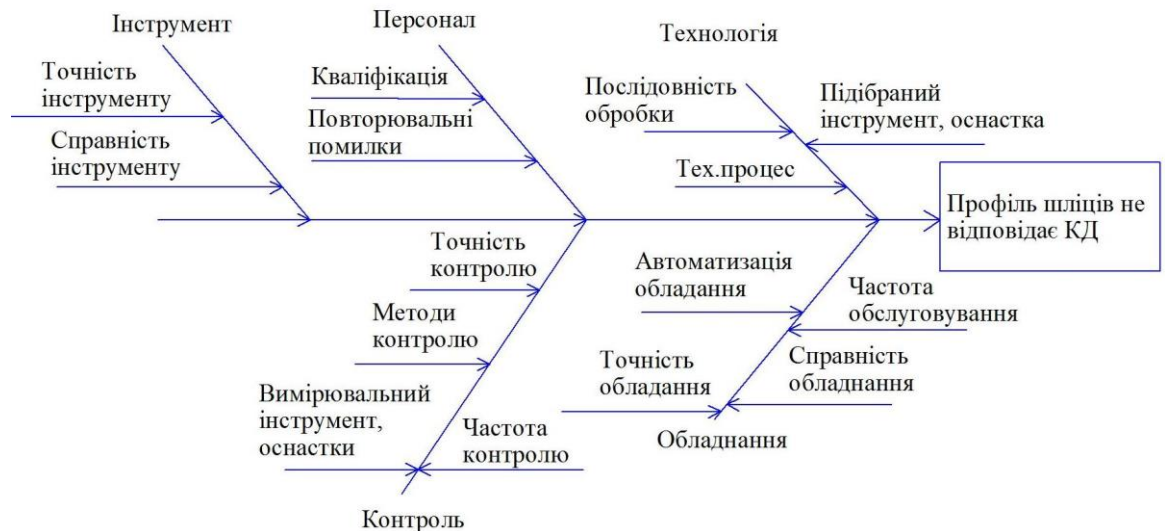 Інструмент
Персонал
Технологія
Точність
інструменту
Справність
інструменту
Кваліфікація
Повторювальні
помилки
Послідовність
обробки
Підібраний
інструмент, оснастка
Тех.процес
Профіль шліців не
відповідає КД
Точність
контролю
Методи
контролю
Вимірювальний
інструмент,
оснастки
Частота
контролю
Контроль
Автоматизація
обладання
Частота
обслуговування
Точність
обладання
Справність
обладнання
Обладнання